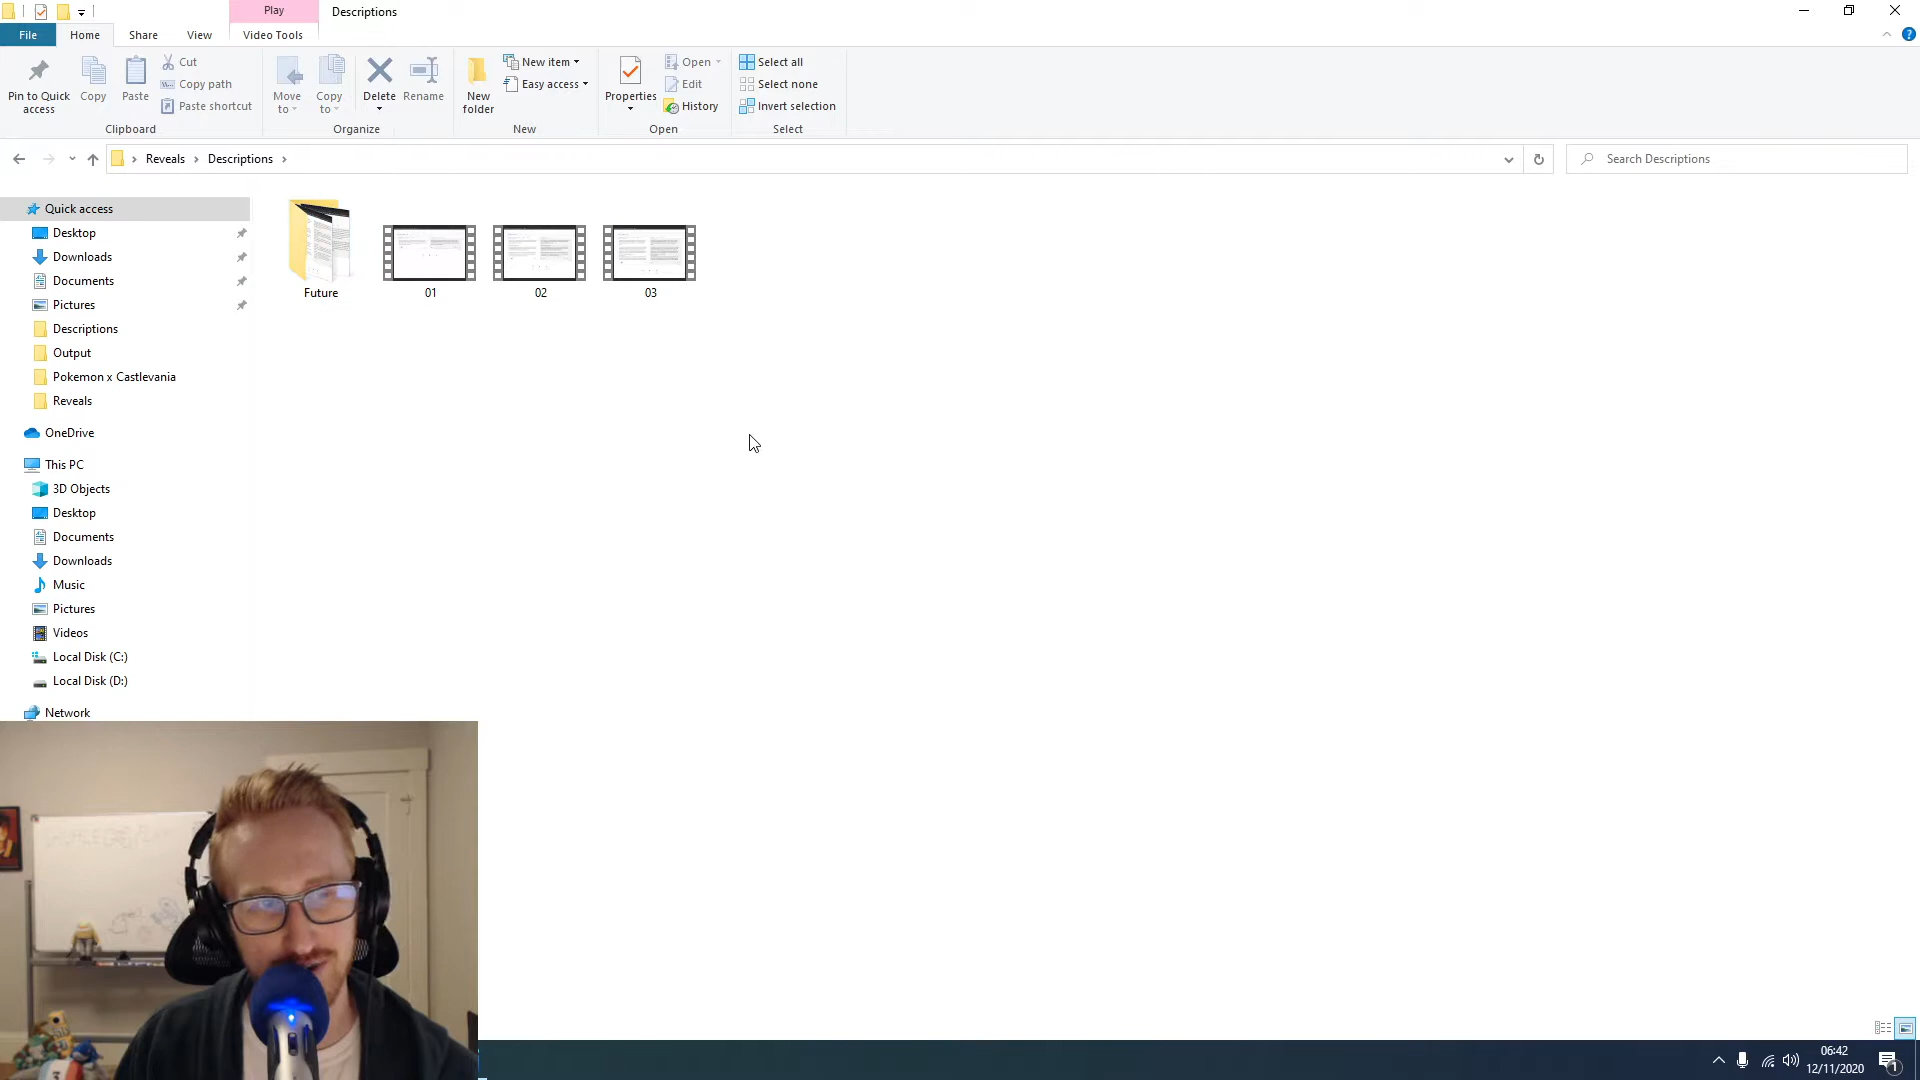 Play
Descriptions
File
Home
Share
View
Video Tools
Pin to Quick access
Copy
Paste
Cut
Copy path
Paste shortcut
Clipboard
Move to
Copy to
Delete
Rename
Organize
New folder
New item
Easy access
New
Properties
Open
Edit
History
Open
Select all
Select none
Invert selection
Select
Reveals
Descriptions
Search Descriptions
Quick access
Desktop
Downloads
Documents
Pictures
Descriptions
Output
Pokemon x Castlevania
Reveals
OneDrive
This PC
3D Objects
Desktop
Documents
Downloads
Music
Pictures
Videos
Local Disk (C:)
Local Disk (D:)
Network
Future
01
02
03
06:42
12/11/2020
1